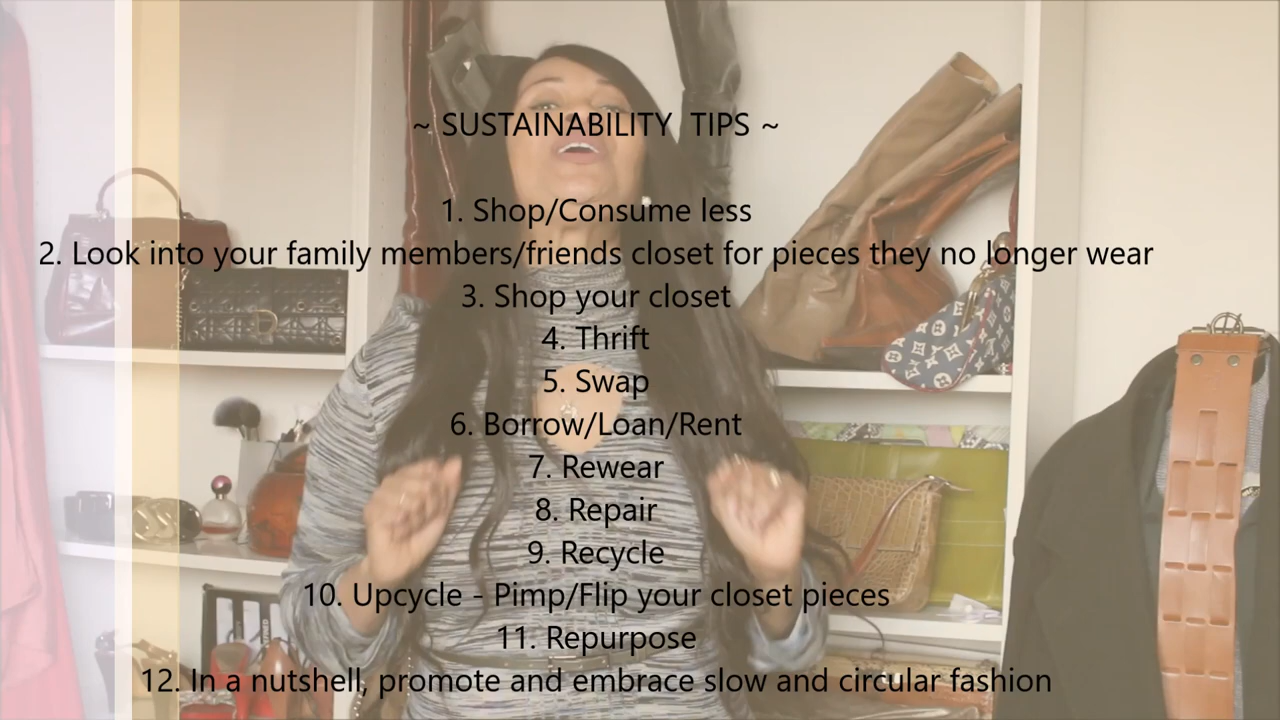 ~ SUSTAINABILITY TIPS ~
1. Shop/Consume less
2. Look into your family members/friends closet for pieces they no longer wear
3. Shop your closet
4. Thrift
5. Swap
6. Borrow/Loan/Rent
7. Rewear
8. Repair
9. Recycle
10. Upcycle - Pimp/Flip your closet pieces
11. Repurpose
12. In a nutshell, promote and embrace slow and circular fashion